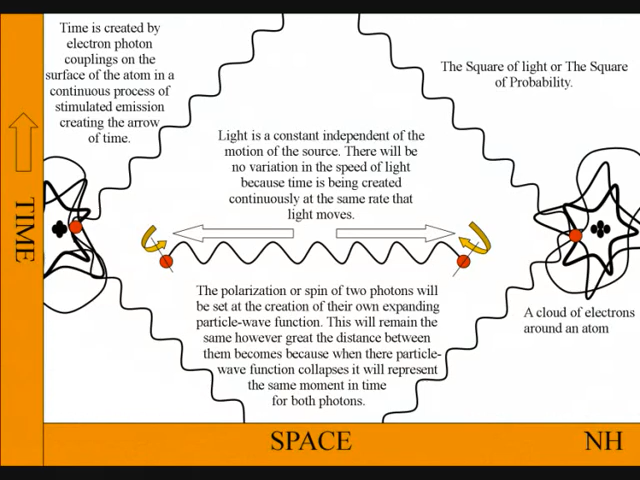 Time is created by
electron photon
couplings on the
surface of the atom in a
continuous process of
stimulated emission
creating the arrow
of time.
The Square of light or The Square
of Probability.
Light is a constant independent of the
motion of the source. There will be
no variation in the speed of light
because time is being created
continuously at the same rate that
light moves.
TIME
The polarization or spin of two photons will
be set at the creation of their own expanding
particle-wave function. This will remain the
same however great the distance between
them becomes because when there particle-
wave function collapses it will represent
the same moment in time
for both photons.
A cloud of electrons
around an atom
SPACE
NH